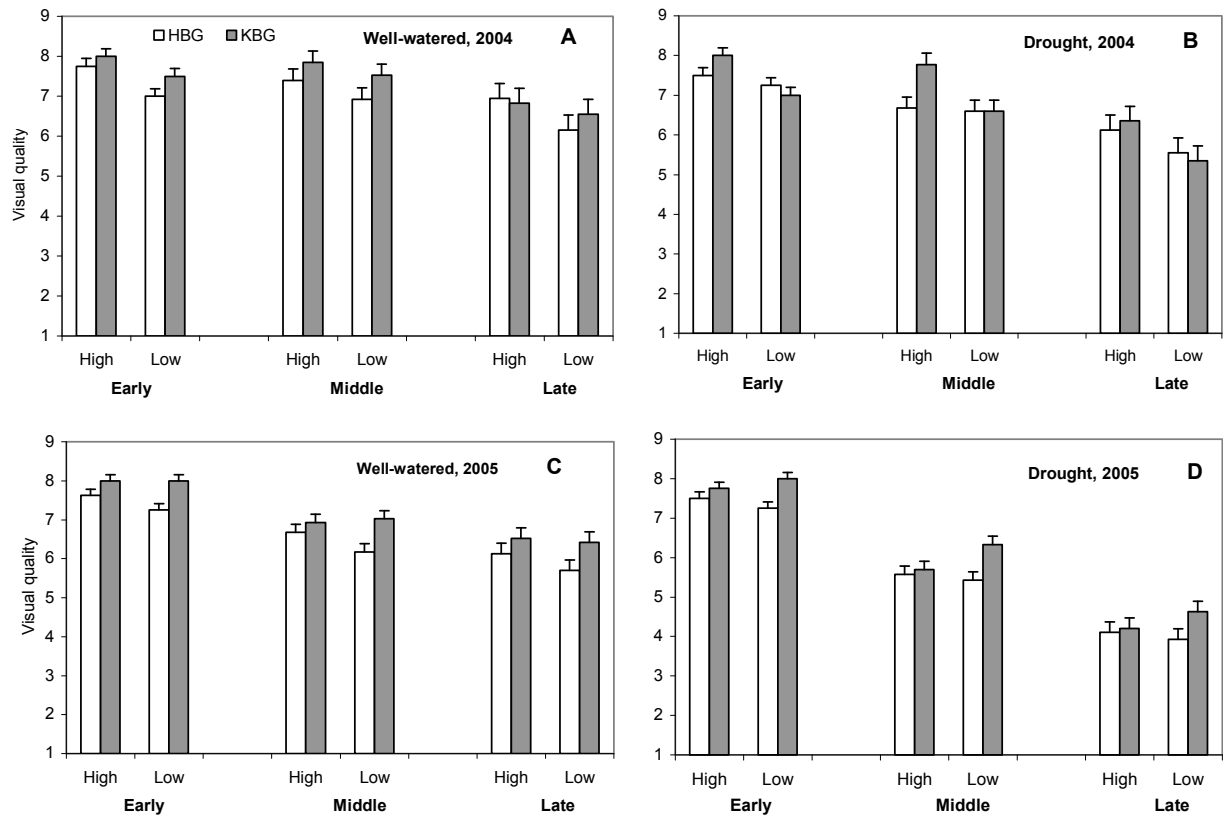 HBG KBG
Well-watered, 2004 A
Visual quality
9
8
7
6
5
4
3
2
1
High Low High Low High Low
Early Middle Late
Drought, 2004 B
9
8
7
6
5
4
3
2
1
High Low High Low High Low
Early Middle Late
Well-watered, 2005 C
Visual quality
9
8
7
6
5
4
3
2
1
High Low High Low High Low
Early Middle Late
Drought, 2005 D
9
8
7
6
5
4
3
2
1
High Low High Low High Low
Early Middle Late